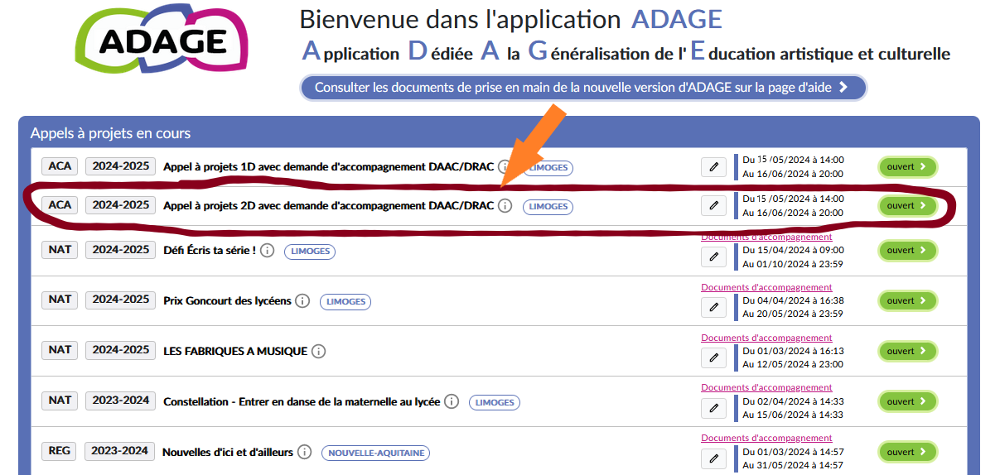 ADAGE
Bienvenue dans l'application ADAGE
Application Dédiée A la Généralisation de l' Education artistique et culturelle
Consulter les documents de prise en main de la nouvelle version d'ADAGE sur la page d'aide
Appels à projets en cours
ACA 2024-2025 Appel à projets 1D avec demande d'accompagnement DAAC/DRAC LIMOGES Du 15 /05/2024 à 14:00 ouvert
Au 16/06/2024 à 20:00
ACA 2024-2025 Appel à projets 2D avec demande d'accompagnement DAAC/DRAC LIMOGES Du 15 /05/2024 à 14:00 ouvert
Au 16/06/2024 à 20:00
Documents d'accompagnement
NAT 2024-2025 Défi Écris ta série ! LIMOGES Du 15/04/2024 à 09:00 ouvert
Au 01/10/2024 à 23:59
Documents d'accompagnement
NAT 2024-2025 Prix Goncourt des lycéens LIMOGES Du 04/04/2024 à 16:38 ouvert
Au 20/05/2024 à 23:59
Documents d'accompagnement
NAT 2024-2025 LES FABRIQUES A MUSIQUE Du 01/03/2024 à 16:13 ouvert
Au 12/05/2024 à 23:00
Documents d'accompagnement
NAT 2023-2024 Constellation - Entrer en danse de la maternelle au lycée LIMOGES Du 02/04/2024 à 14:33 ouvert
Au 15/06/2024 à 14:33
Documents d'accompagnement
REG 2023-2024 Nouvelles d'ici et d'ailleurs NOUVELLE-AQUITAINE Du 01/03/2024 à 14:57 ouvert
Au 31/05/2024 à 14:57